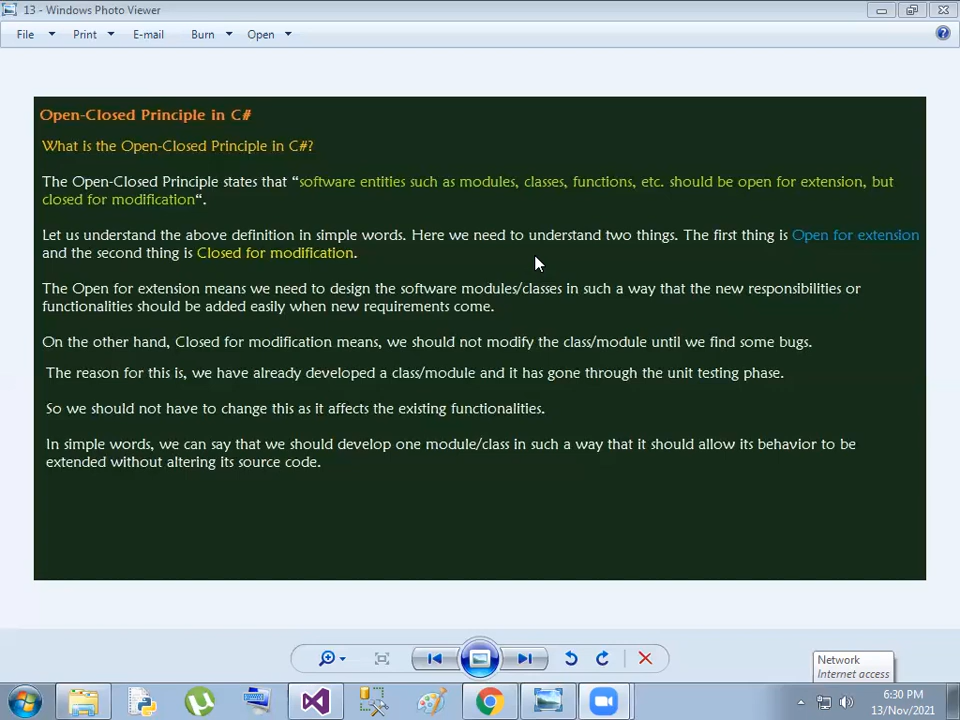 13 - Windows Photo Viewer
File Print E-mail Burn Open
Open-Closed Principle in C#
What is the Open-Closed Principle in C#?
The Open-Closed Principle states that “software entities such as modules, classes, functions, etc. should be open for extension, but
closed for modification“.
Let us understand the above definition in simple words. Here we need to understand two things. The first thing is Open for extension
and the second thing is Closed for modification.
The Open for extension means we need to design the software modules/classes in such a way that the new responsibilities or
functionalities should be added easily when new requirements come.
On the other hand, Closed for modification means, we should not modify the class/module until we find some bugs.
The reason for this is, we have already developed a class/module and it has gone through the unit testing phase.
So we should not have to change this as it affects the existing functionalities.
In simple words, we can say that we should develop one module/class in such a way that it should allow its behavior to be
extended without altering its source code.
Network
Internet access
6:30 PM
13/Nov/2021